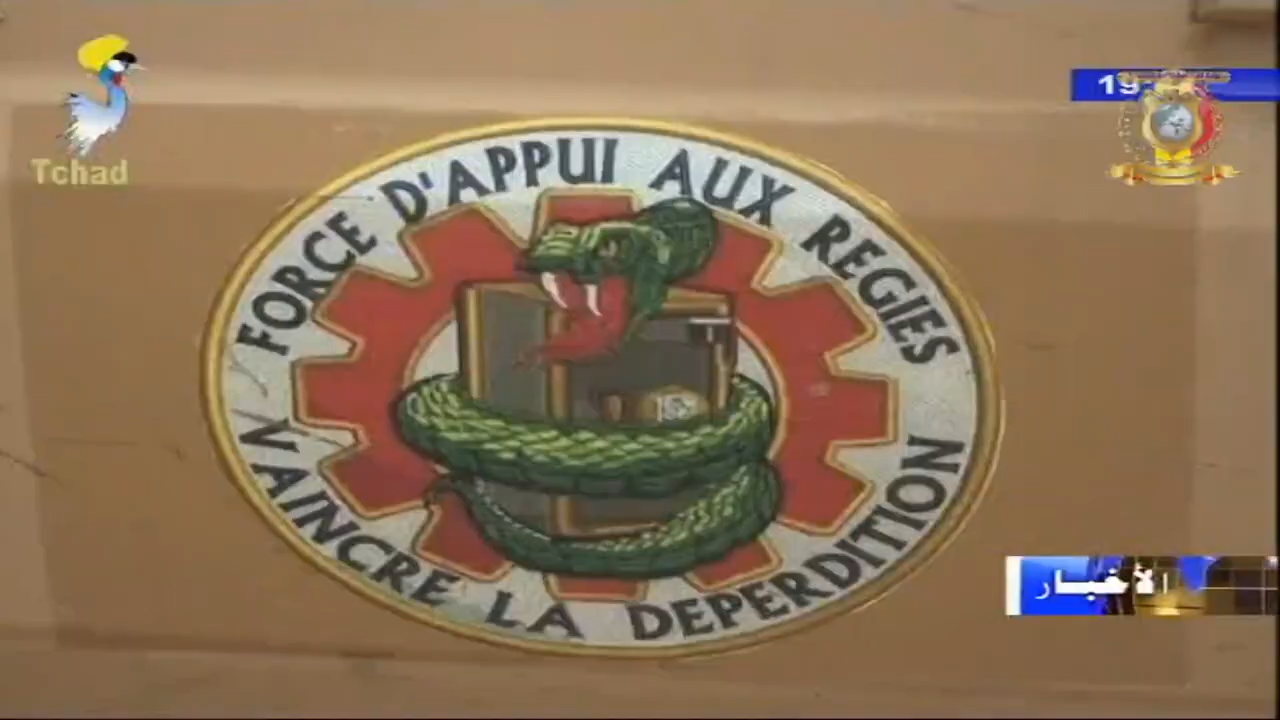 Tchad
FORCE D'APPUI AUX REGIES
VAINCRE LA DEPERDITION
الأخبار